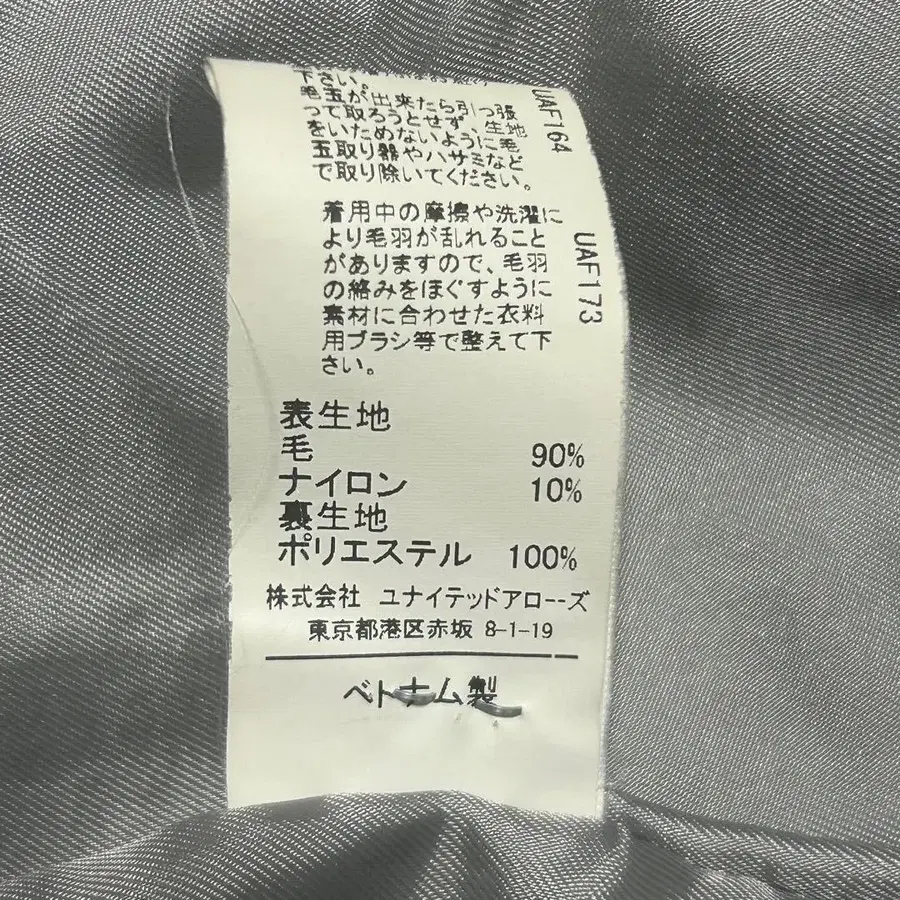 下さい。
毛玉が出来たら引っ張
って取ろうとせず 生地
をいためないように毛
玉取り器やハサミなど
で取り除いてください。
UAF164
着用中の摩擦や洗濯に
より毛羽が乱れること
がありますので、毛羽
の絡みをほぐすように
素材に合わせた衣料
用ブラシ等で整えて下
さい。
UAF173
表生地
毛 90%
ナイロン 10%
裏生地
ポリエステル 100%
株式会社 ユナイテッドアローズ
東京都港区赤坂 8-1-19
ベトナム製